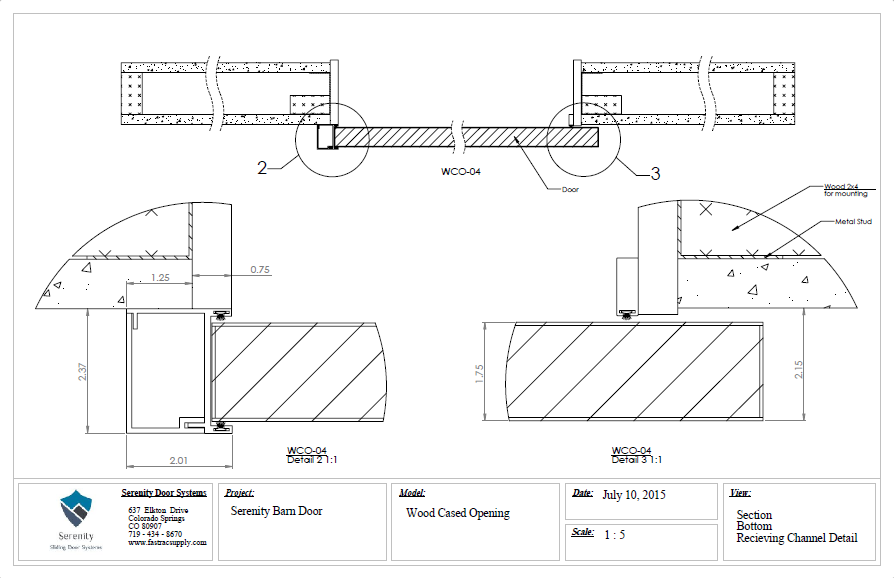 2
WCO-04
3
Door
Wood 2x4
for mounting
Metal Stud
1.25
0.75
2.37
2.01
WCO-04
Detail 2 1:1
1.75
2.15
WCO-04
Detail 3 1:1
Serenity
Sliding Door Systems
Serenity Door Systems
637 Elkton Drive
Colorado Springs
CO 80907
719 - 434 - 8670
www.fastracsupply.com
Project:
Serenity Barn Door
Model:
Wood Cased Opening
Date: July 10, 2015
Scale: 1 : 5
View:
Section
Bottom
Recieving Channel Detail